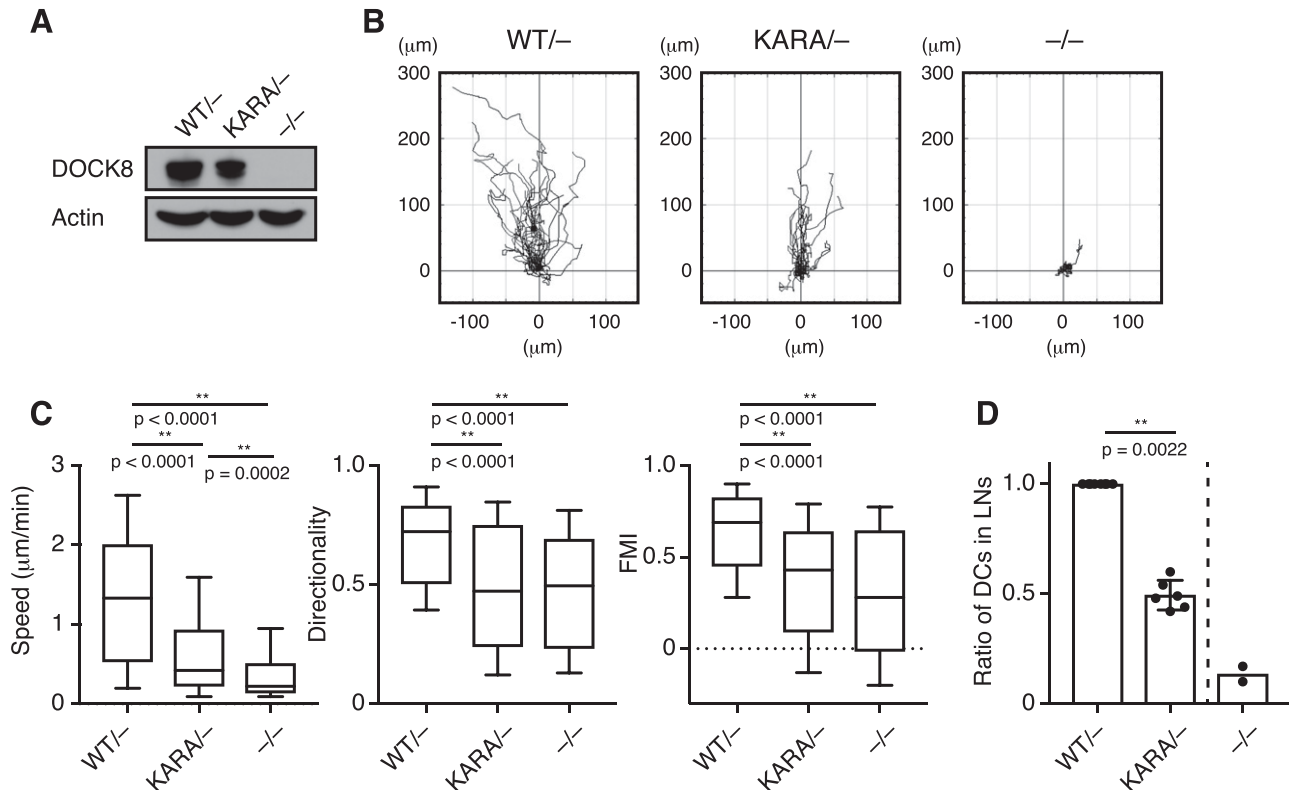 A
WT/–
KARA/–
–/–
DOCK8
Actin
B
(μm)
WT/–
300
200
100
0
-100
0
100
(μm)
(μm)
KARA/–
300
200
100
0
-100
0
100
(μm)
(μm)
–/–
300
200
100
0
-100
0
100
(μm)
C
**
p < 0.0001
**
p < 0.0001
**
p = 0.0002
Speed (μm/min)
3
2
1
0
WT/–
KARA/–
–/–
**
p < 0.0001
**
p < 0.0001
Directionality
1.0
0.5
0
WT/–
KARA/–
–/–
**
p < 0.0001
**
p < 0.0001
FMI
1.0
0.5
0
WT/–
KARA/–
–/–
D
**
p = 0.0022
Ratio of DCs in LNs
1.0
0.5
0
WT/–
KARA/–
–/–